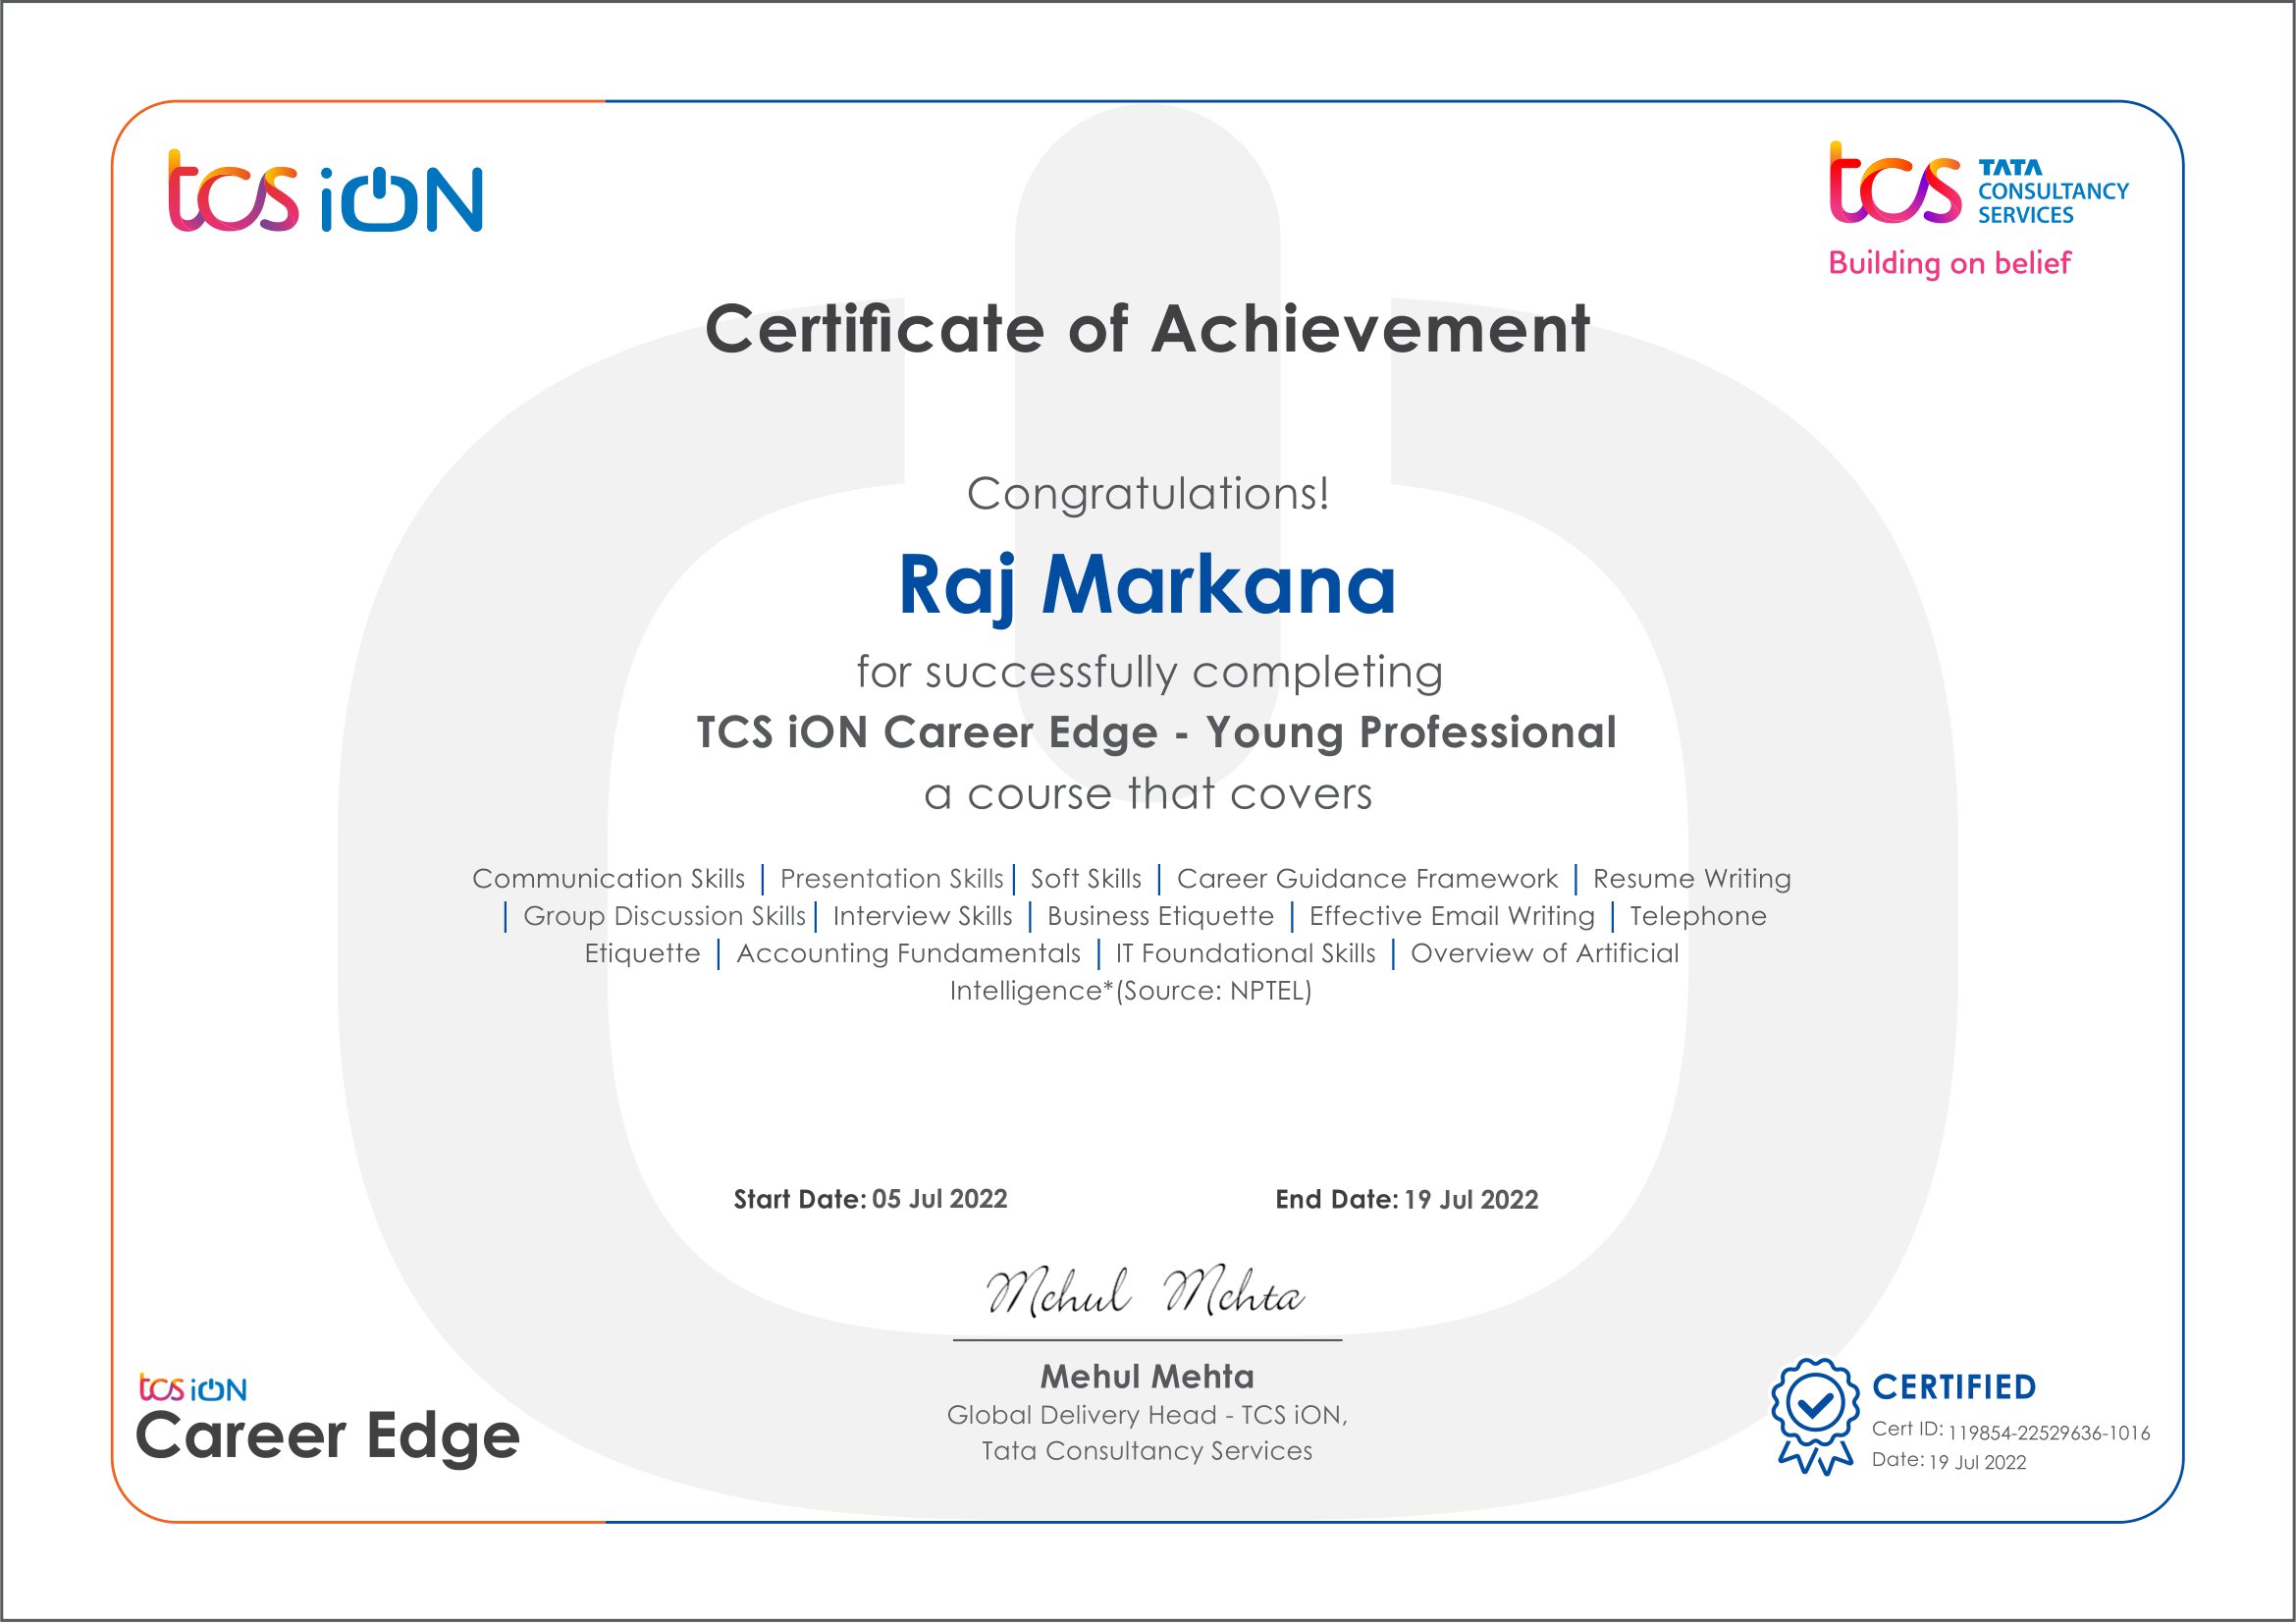 tcs iON
tcs TATA
CONSULTANCY
SERVICES
Building on belief
Certificate of Achievement
Congratulations!
Raj Markana
for successfully completing
TCS iON Career Edge - Young Professional
a course that covers
Communication Skills | Presentation Skills | Soft Skills | Career Guidance Framework | Resume Writing
| Group Discussion Skills | Interview Skills | Business Etiquette | Effective Email Writing | Telephone
Etiquette | Accounting Fundamentals | IT Foundational Skills | Overview of Artificial
Intelligence*(Source: NPTEL)
Start Date: 05 Jul 2022
End Date: 19 Jul 2022
Mehul Mehta
Mehul Mehta
Global Delivery Head - TCS iON,
Tata Consultancy Services
tcs iON
Career Edge
CERTIFIED
Cert ID: 119854-22529636-1016
Date: 19 Jul 2022